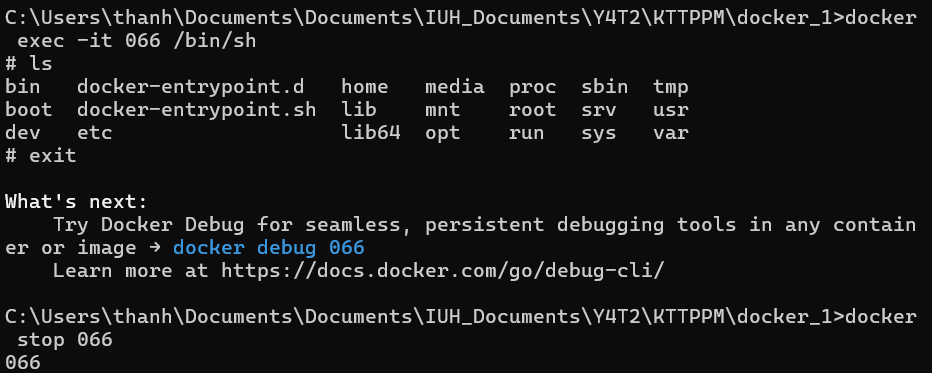 C:\Users\thanh\Documents\Documents\IUH_Documents\Y4T2\KTTPPM\docker_1>docker
 exec -it 066 /bin/sh
# ls
bin   docker-entrypoint.d   home   media  proc  sbin  tmp
boot  docker-entrypoint.sh  lib    mnt    root  srv   usr
dev   etc                   lib64  opt    run   sys   var
# exit
What's next:
    Try Docker Debug for seamless, persistent debugging tools in any contain
er or image → docker debug 066
    Learn more at https://docs.docker.com/go/debug-cli/
C:\Users\thanh\Documents\Documents\IUH_Documents\Y4T2\KTTPPM\docker_1>docker
 stop 066
066